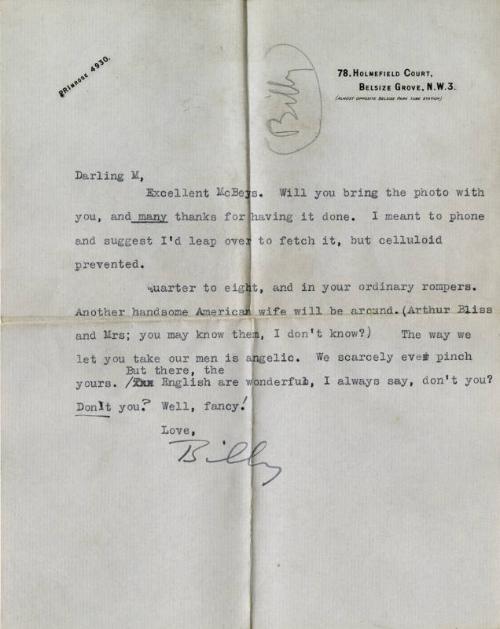 PRIMROSE 4930.
Billy
78, HOLMEFIELD COURT,
BELSIZE GROVE, N.W.3.
(ALMOST OPPOSITE BELSIZE PARK TUBE STATION)
Darling M,
Excellent McBeys. Will you bring the photo with
you, and many thanks for having it done. I meant to phone
and suggest I'd leap over to fetch it, but celluloid
prevented.
Quarter to eight, and in your ordinary rompers.
Another handsome American wife will be around.(Arthur Bliss
and Mrs; you may know them, I don't know?) The way we
let you take our men is angelic. We scarcely ever pinch
But there, the
yours. / English are wonderful, I always say, don't you?
Don't you? Well, fancy!
Love,
Billy